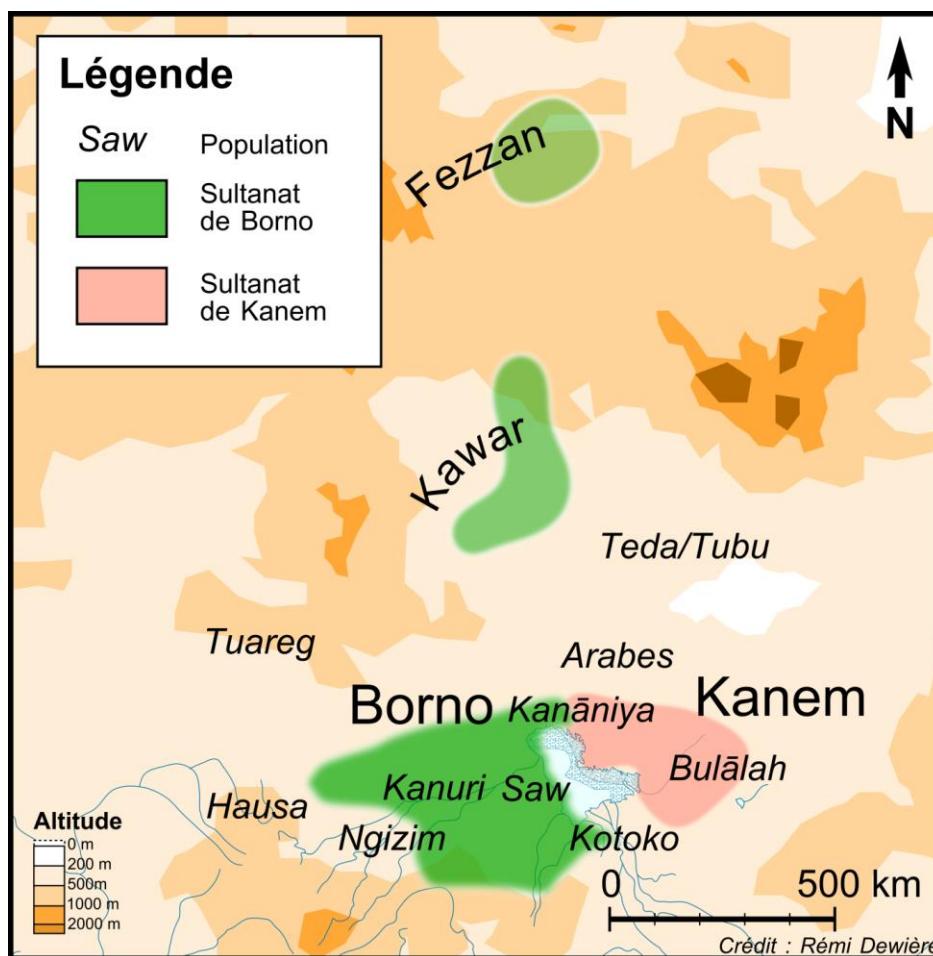 Légende
Saw Population
Sultanat
de Borno
Sultanat
de Kanem
N
Fezzan
Kawar
Teda/Tubu
Tuareg
Arabes
Borno
Kanāniya
Kanem
Kanuri
Saw
Bulālah
Hausa
Ngizim
Kotoko
Altitude
0 m
200 m
500m
1000 m
2000 m
0 500 km
Crédit : Rémi Dewière